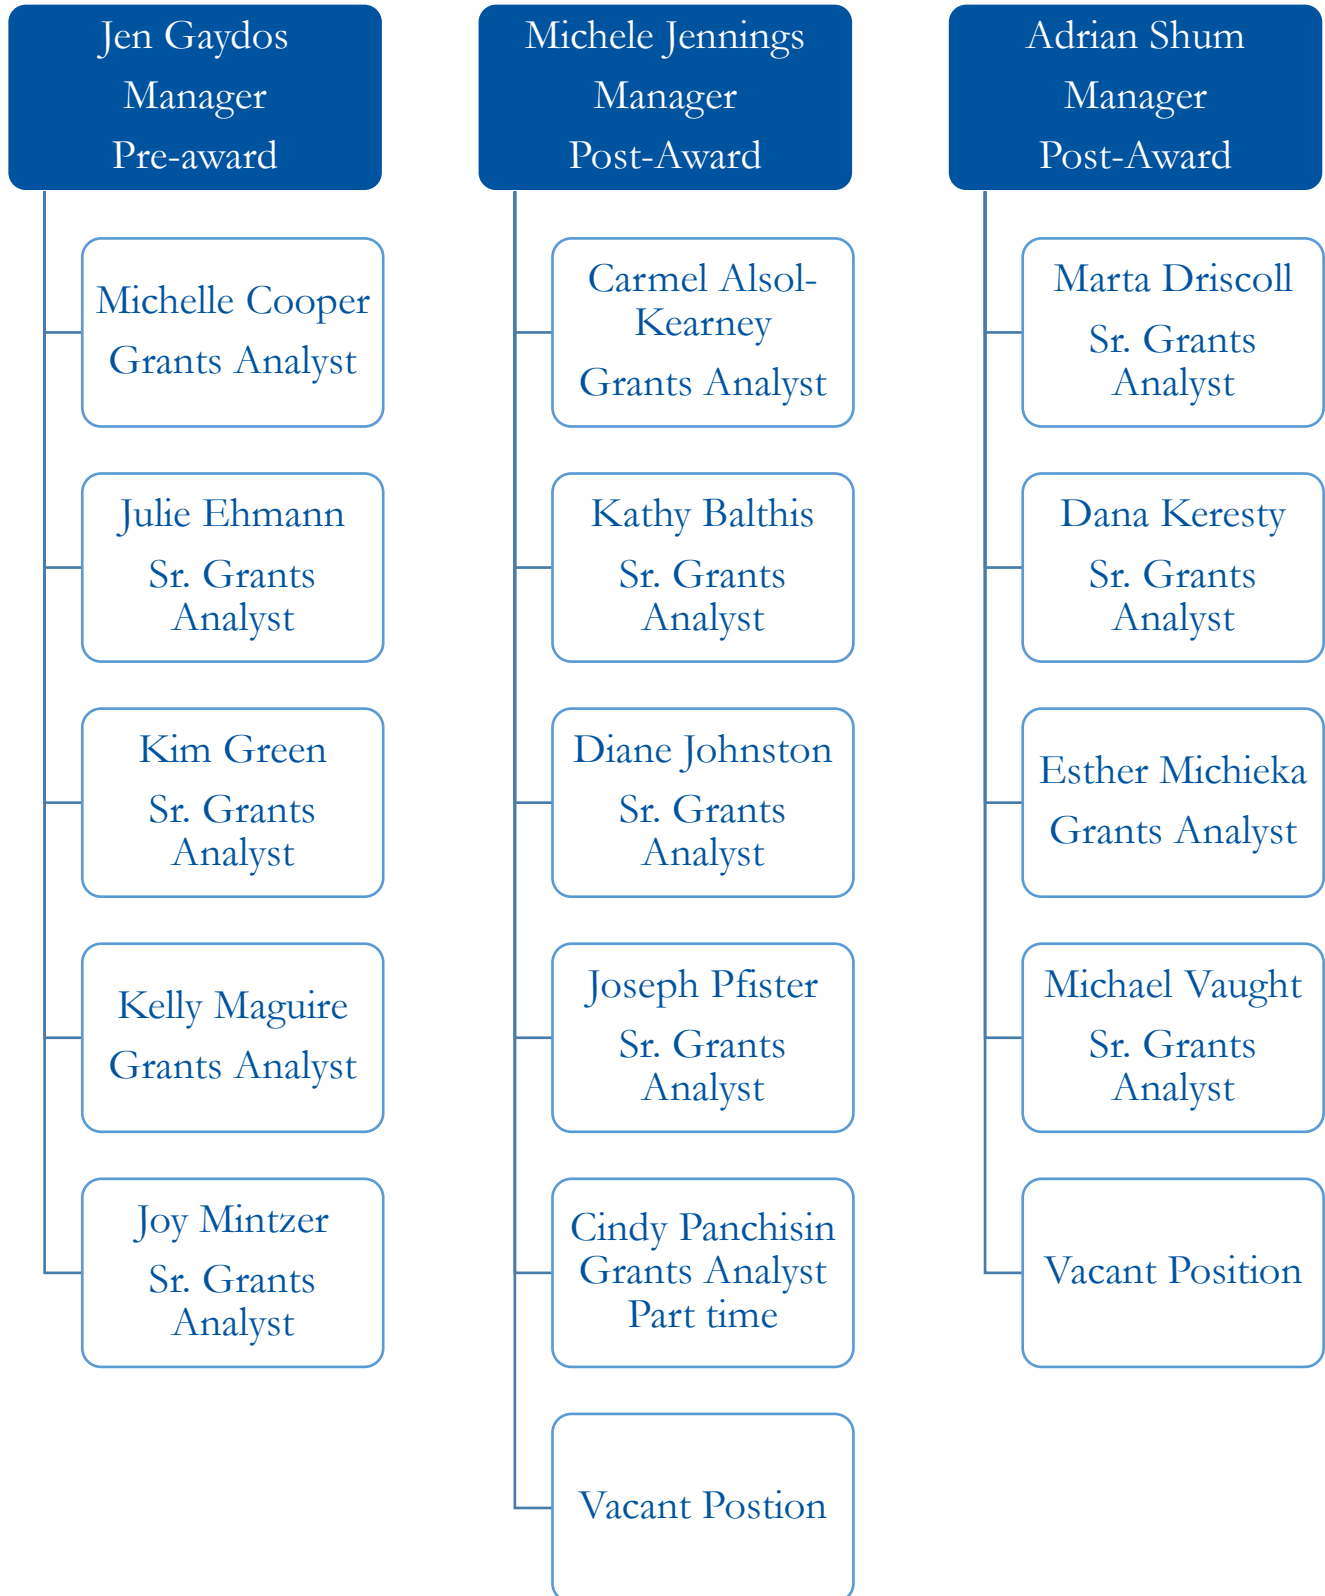 Jen Gaydos
Manager
Pre-award
Michelle Cooper
Grants Analyst
Julie Ehmann
Sr. Grants
Analyst
Kim Green
Sr. Grants
Analyst
Kelly Maguire
Grants Analyst
Joy Mintzer
Sr. Grants
Analyst
Michele Jennings
Manager
Post-Award
Carmel Alsol-
Kearney
Grants Analyst
Kathy Balthis
Sr. Grants
Analyst
Diane Johnston
Sr. Grants
Analyst
Joseph Pfister
Sr. Grants
Analyst
Cindy Panchisin
Grants Analyst
Part time
Vacant Postion
Adrian Shum
Manager
Post-Award
Marta Driscoll
Sr. Grants
Analyst
Dana Keresty
Sr. Grants
Analyst
Esther Michieka
Grants Analyst
Michael Vaught
Sr. Grants
Analyst
Vacant Position